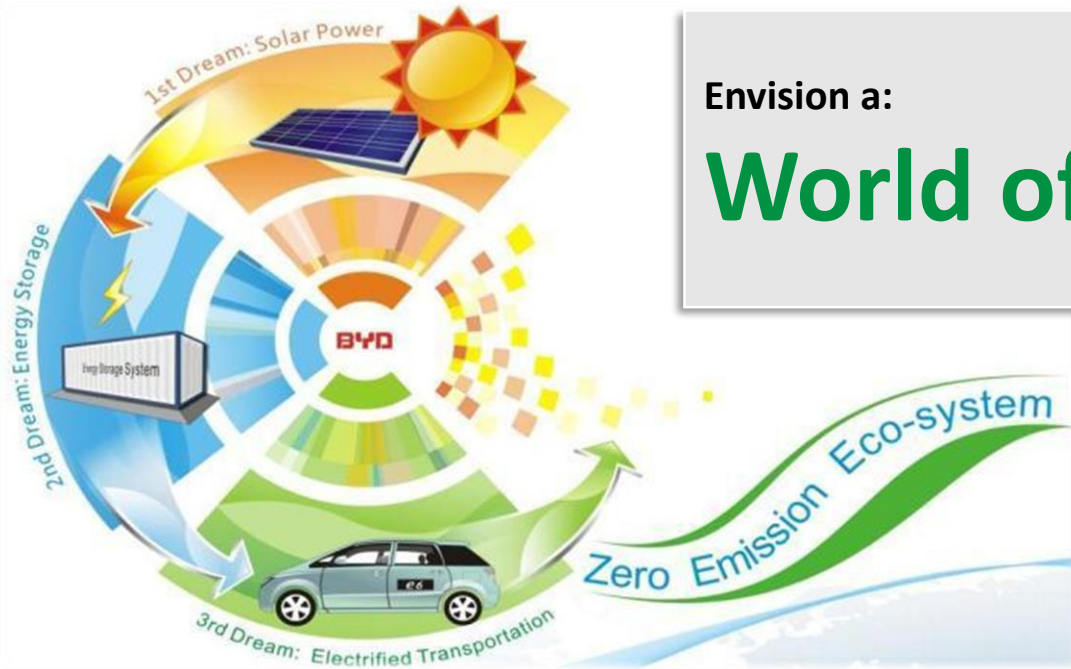 1st Dream: Solar Power
Envision a:
World of
2nd Dream: Energy Storage
Energy Storage System
BYD
e6
3rd Dream: Electrified Transportation
Zero Emission Eco-system